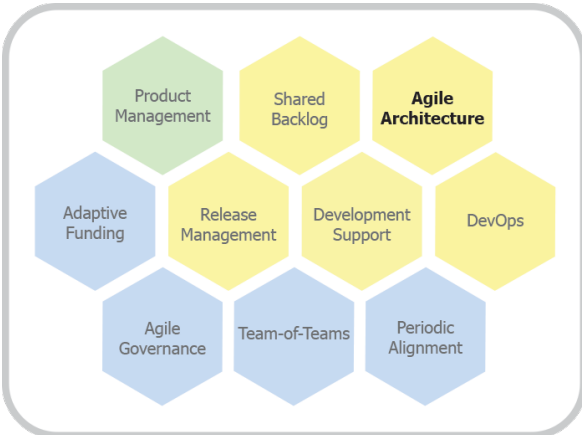 Product
Management
Shared
Backlog
Agile
Architecture
Adaptive
Funding
Release
Management
Development
Support
DevOps
Agile
Governance
Team-of-Teams
Periodic
Alignment